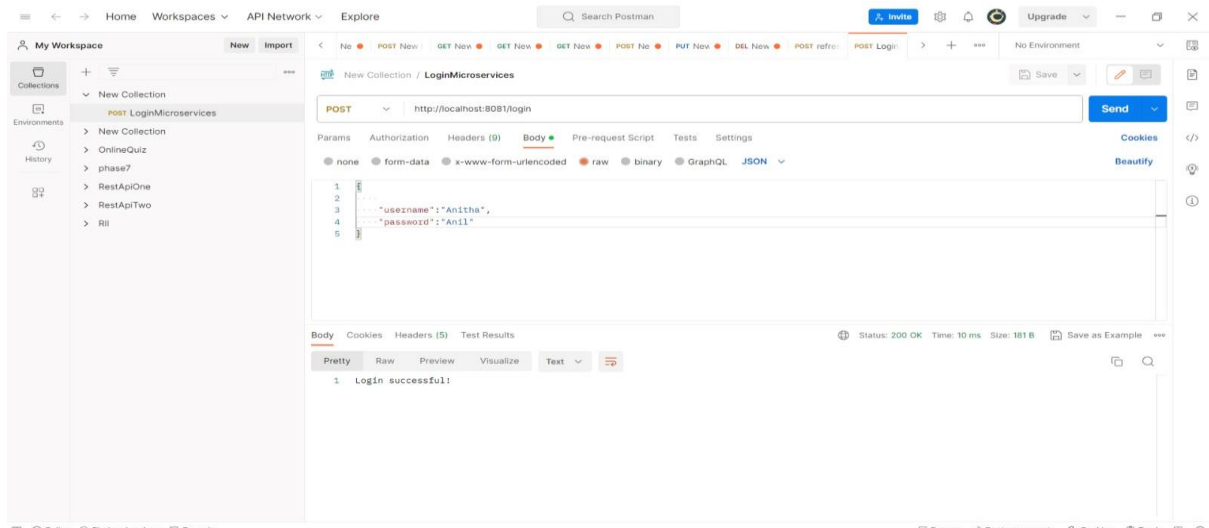 Home Workspaces API Network Explore Search Postman Invite Upgrade
My Workspace New Import Ne POST New GET New GET New GET New POST Ne PUT New DEL New POST refre POST Login No Environment
New Collection / LoginMicroservices Save
Collections
New Collection
POST LoginMicroservices
POST http://localhost:8081/login Send
Environments
New Collection
OnlineQuiz
Params Authorization Headers (9) Body Pre-request Script Tests Settings Cookies
History
phase7
none form-data x-www-form-urlencoded raw binary GraphQL JSON Beautify
RestApiOne
RestApiTwo
RII
1 {
2
3 "username":"Anitha",
4 "password":"Anil"
5 }
Body Cookies Headers (5) Test Results Status: 200 OK Time: 10 ms Size: 181 B Save as Example
Pretty Raw Preview Visualize Text
1 Login successful!